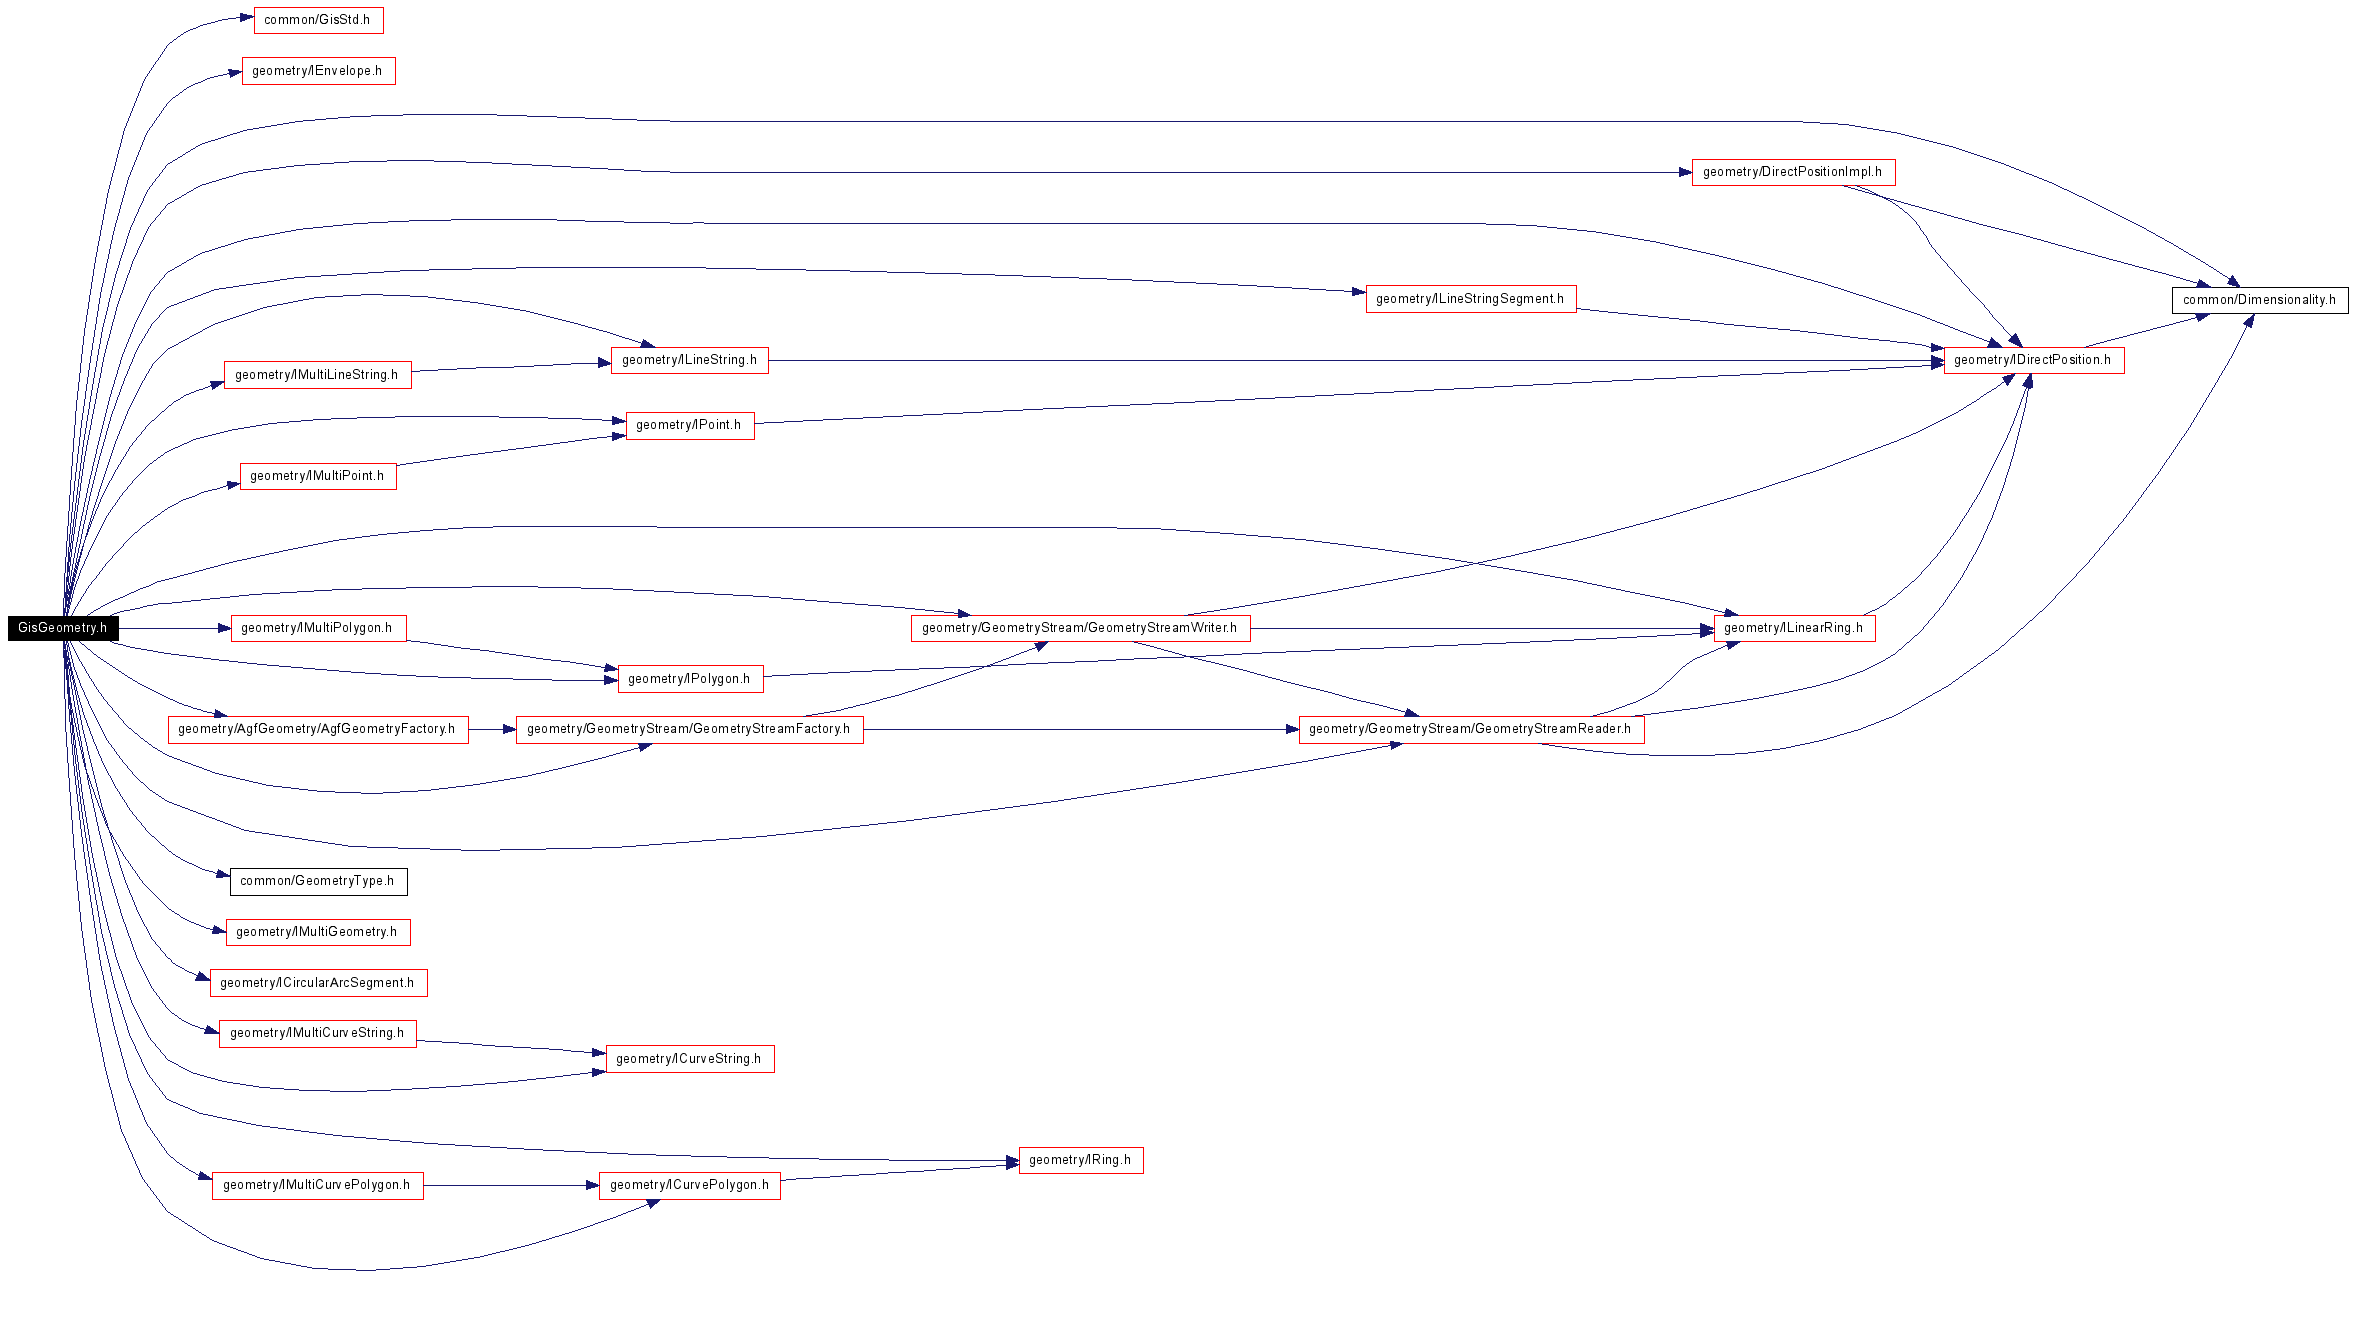 common/GisStd.h
geometry/IEnvelope.h
geometry/DirectPositionImpl.h
geometry/ILineStringSegment.h
common/Dimensionality.h
geometry/ILineString.h
geometry/IDirectPosition.h
geometry/IMultiLineString.h
geometry/IPoint.h
geometry/IMultiPoint.h
GisGeometry.h
geometry/IMultiPolygon.h
geometry/GeometryStream/GeometryStreamWriter.h
geometry/ILinearRing.h
geometry/IPolygon.h
geometry/AgfGeometry/AgfGeometryFactory.h
geometry/GeometryStream/GeometryStreamFactory.h
geometry/GeometryStream/GeometryStreamReader.h
common/GeometryType.h
geometry/IMultiGeometry.h
geometry/ICircularArcSegment.h
geometry/IMultiCurveString.h
geometry/ICurveString.h
geometry/IRing.h
geometry/IMultiCurvePolygon.h
geometry/ICurvePolygon.h